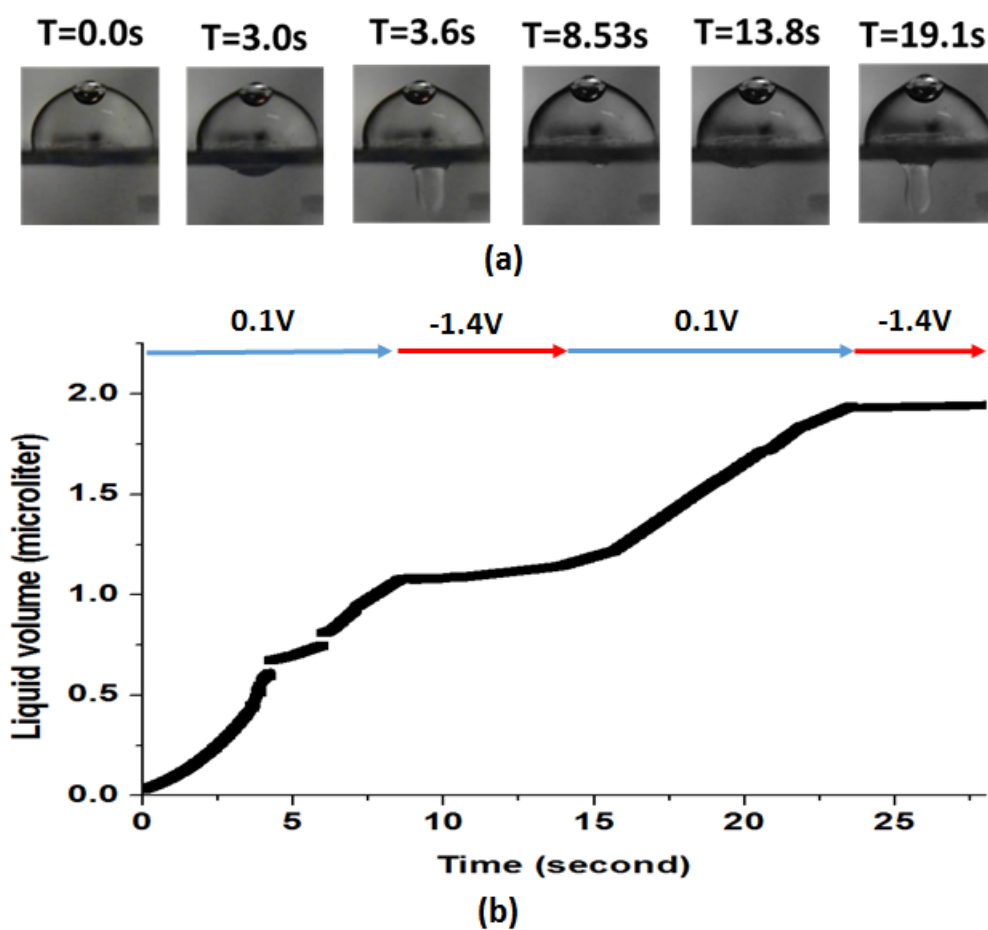 T=0.0s T=3.0s T=3.6s T=8.53s T=13.8s T=19.1s
(a)
0.1V -1.4V 0.1V -1.4V
Liquid volume (microliter)
2.0
1.5
1.0
0.5
0.0
0 5 10 15 20 25
Time (second)
(b)